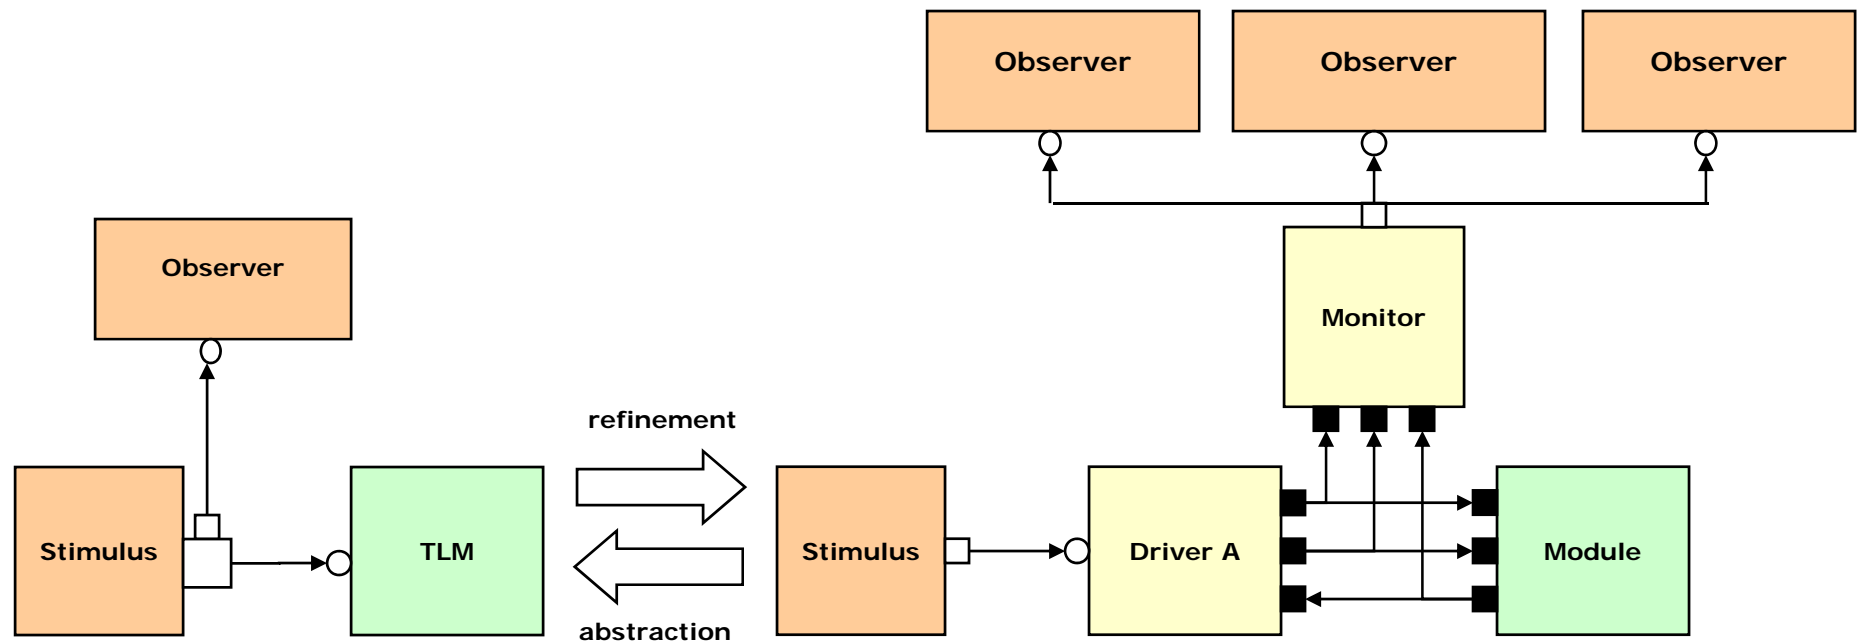 Observer
Observer
Observer
Observer
Monitor
refinement
Stimulus
TLM
Stimulus
Driver A
Module
abstraction